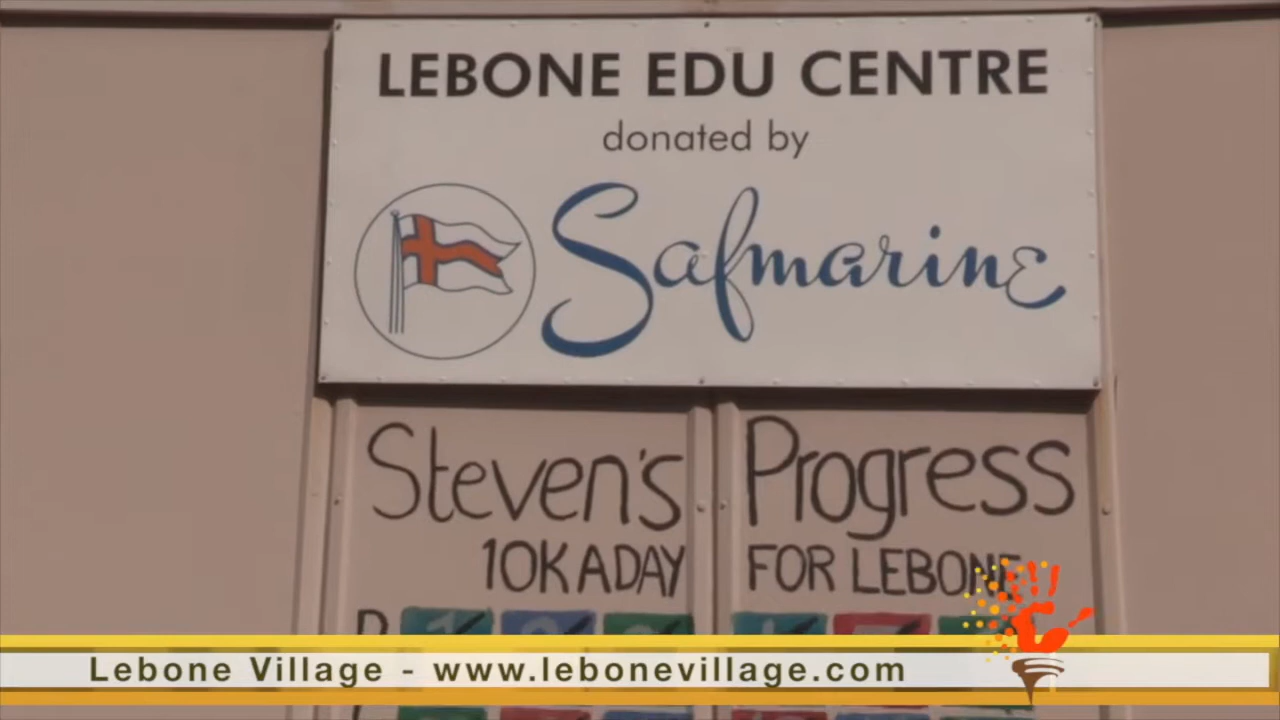 LEBONE EDU CENTRE
donated by
Safmarine
Steven's Progress
10K A DAY FOR LEBONE
Lebone Village - www.lebonevillage.com